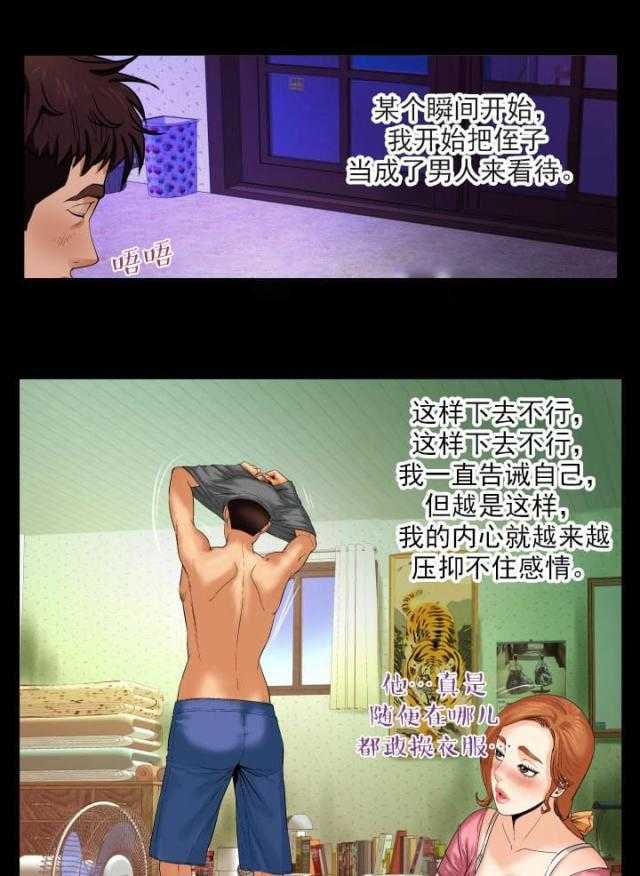 某个瞬间开始，
我开始把侄子
当成了男人来看待。
唔唔
这样下去不行，
这样下去不行，
我一直告诫自己，
但越是这样，
我的内心就越来越
压抑不住感情。
他…真是
随便在哪儿
都敢换衣服…